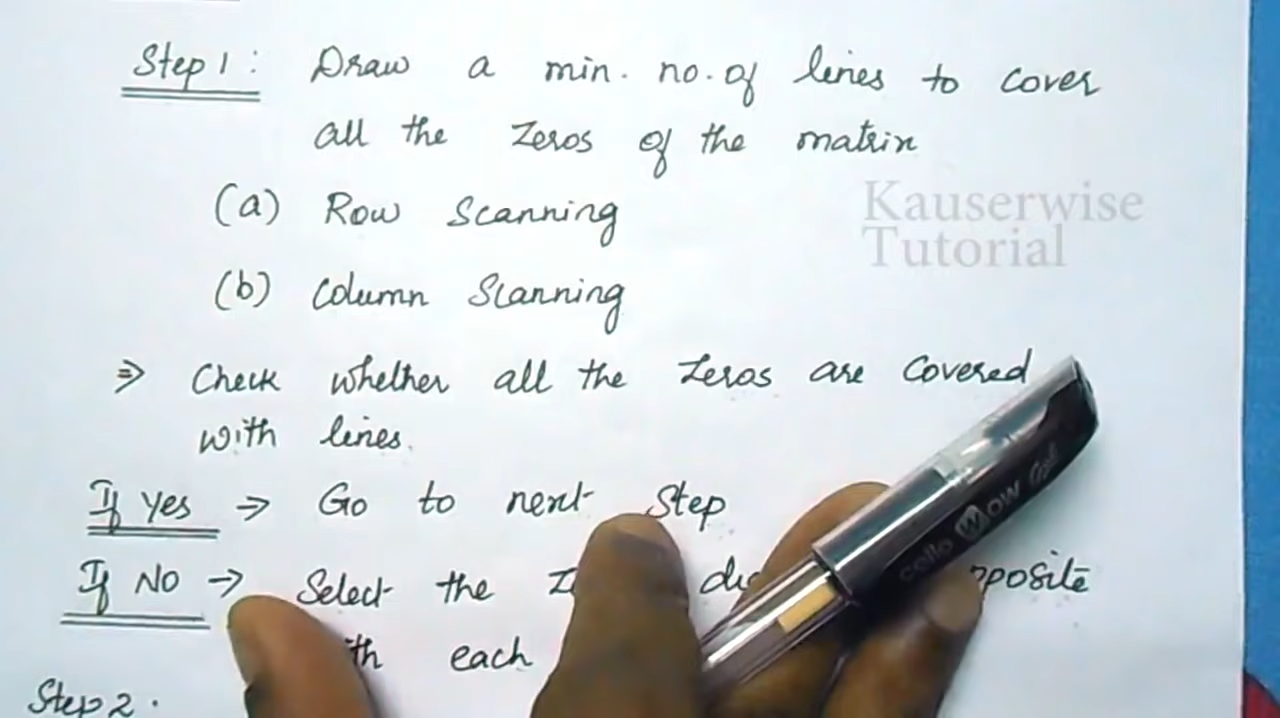 Step 1 : Draw a min. no. of lines to cover
all the zeros of the matrix
(a) Row Scanning
Kauserwise
Tutorial
(b) Column Scanning
⇒ Check whether all the zeros are covered
with lines.
If Yes → Go to next Step
If No → Select the
each
Step 2.
cello wow Gel